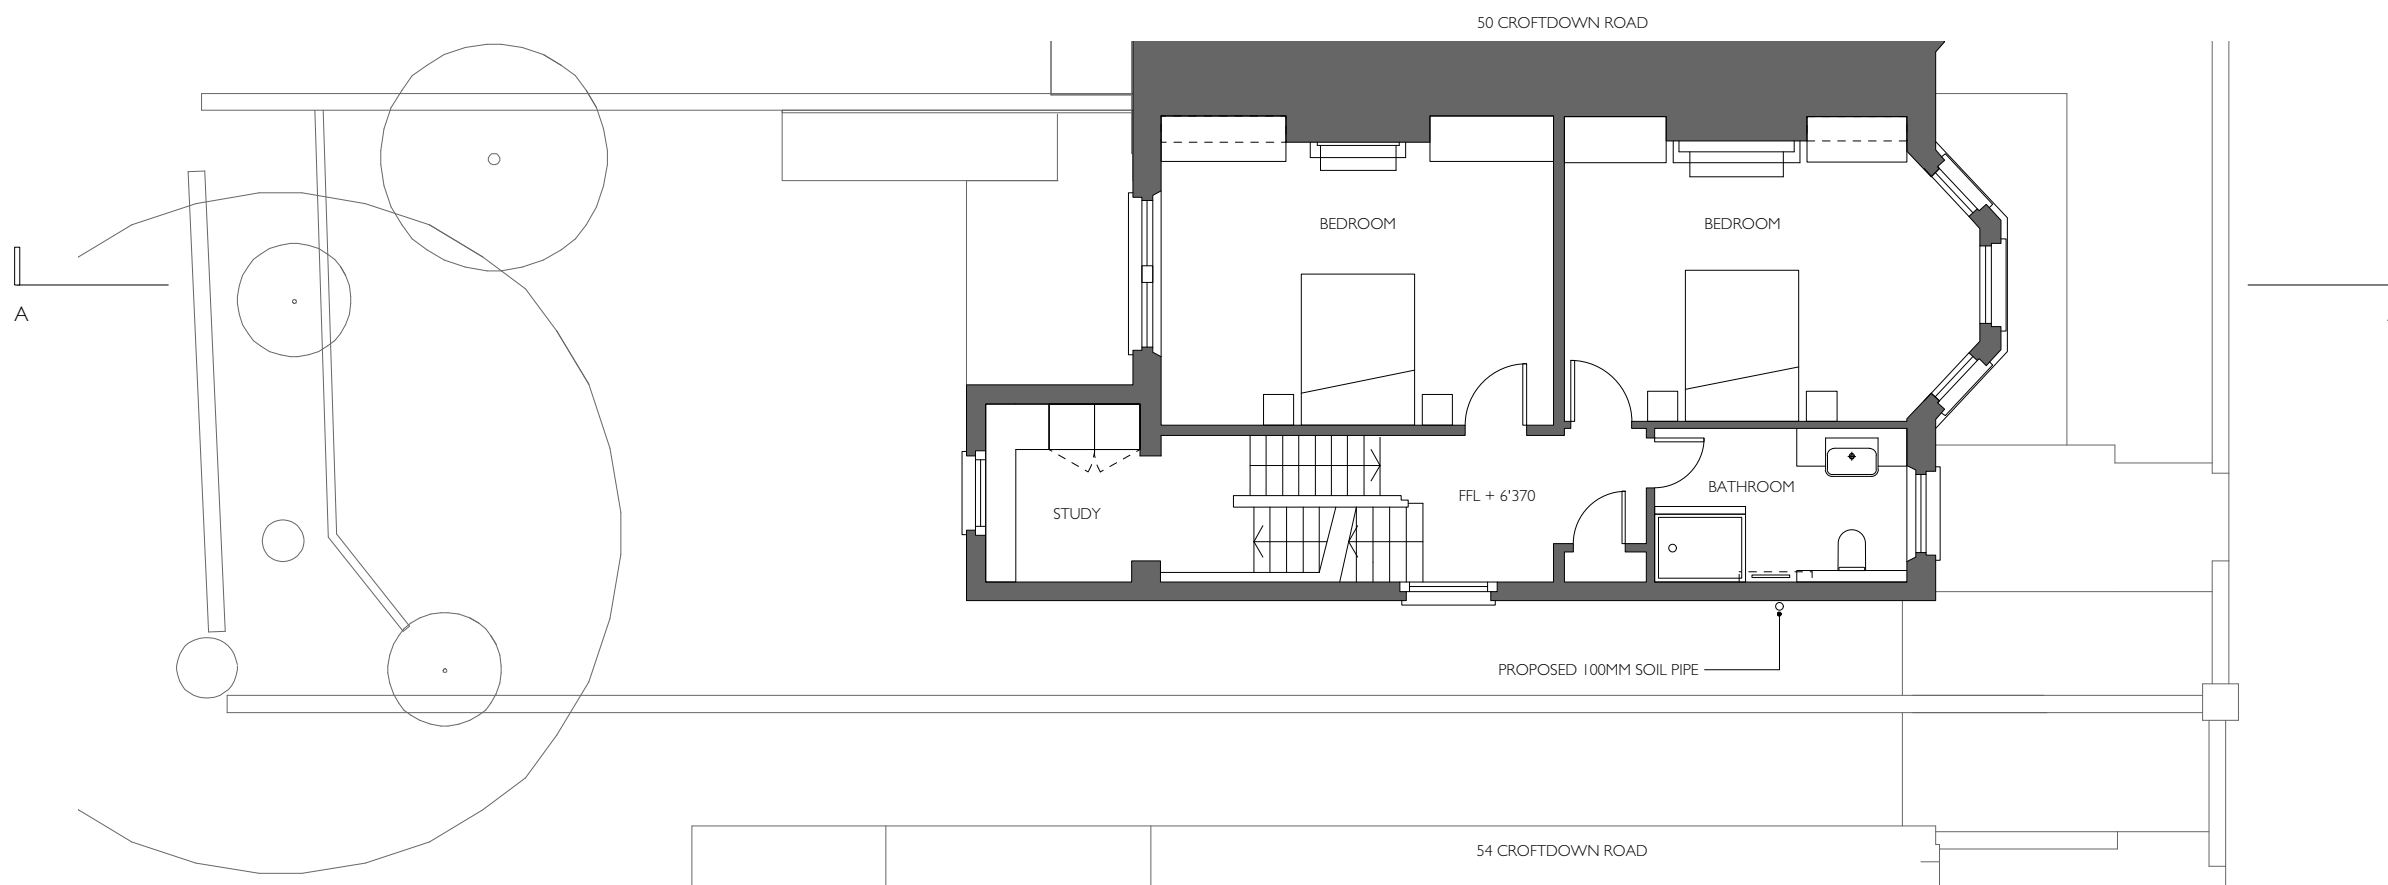 50 CROFTDOWN ROAD
BEDROOM
BEDROOM
A
BATHROOM
FFL + 6'370
STUDY
PROPOSED 100MM SOIL PIPE
54 CROFTDOWN ROAD